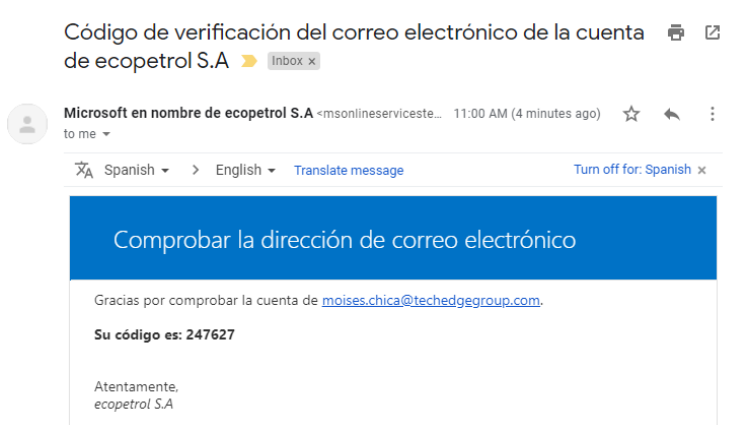 Código de verificación del correo electrónico de la cuenta
de ecopetrol S.A Inbox x
Microsoft en nombre de ecopetrol S.A <msonlineserviceste... 11:00 AM (4 minutes ago)
to me
Spanish > English Translate message Turn off for: Spanish x
Comprobar la dirección de correo electrónico
Gracias por comprobar la cuenta de moises.chica@techedgegroup.com.
Su código es: 247627
Atentamente,
ecopetrol S.A